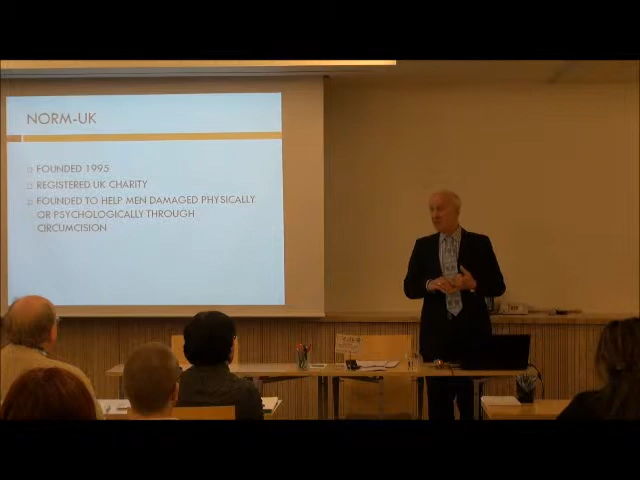 NORM-UK
FOUNDED 1995
REGISTERED UK CHARITY
FOUNDED TO HELP MEN DAMAGED PHYSICALLY
OR PSYCHOLOGICALLY THROUGH
CIRCUMCISION